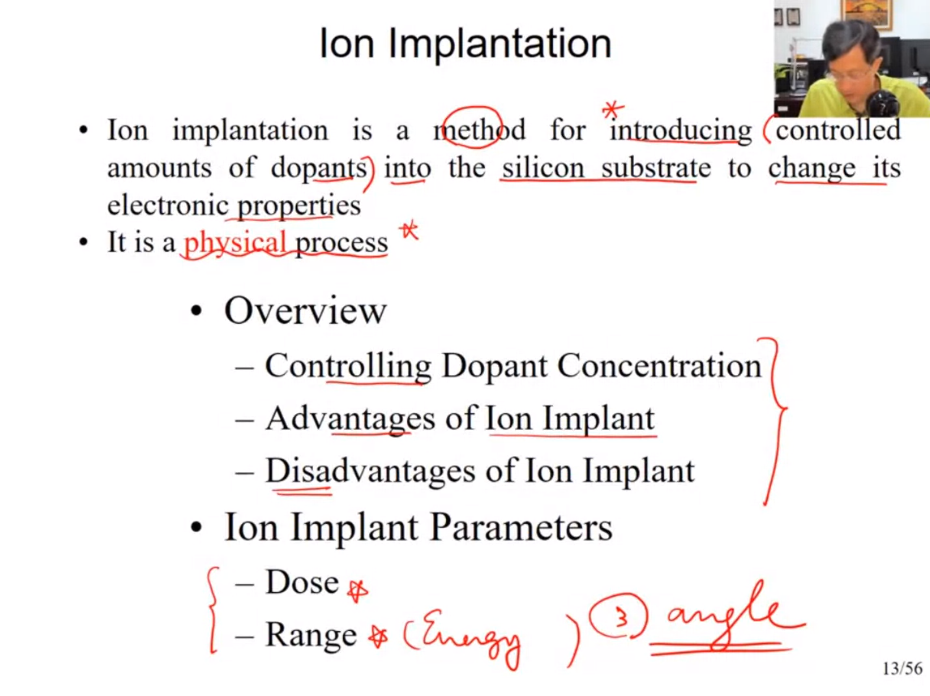 Ion Implantation
• Ion implantation is a method for *introducing (controlled
amounts of dopants) into the silicon substrate to change its
electronic properties
• It is a physical process *
• Overview
– Controlling Dopant Concentration
– Advantages of Ion Implant
– Disadvantages of Ion Implant
• Ion Implant Parameters
– Dose
– Range (Energy ) 3 angle
13/56